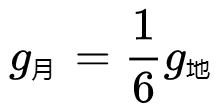 g月 = 1/6 g地